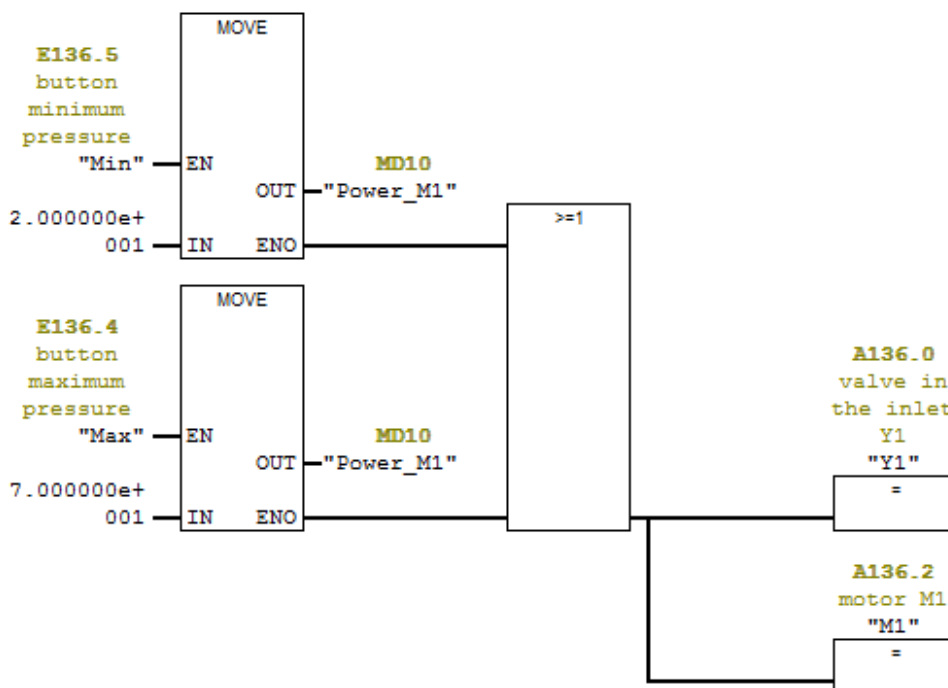 MOVE
E136.5
button
minimum
pressure
"Min" EN
MD10
OUT "Power_M1"
2.000000e+
001 IN ENO
>=1
MOVE
E136.4
button
maximum
pressure
"Max" EN
MD10
OUT "Power_M1"
7.000000e+
001 IN ENO
A136.0
valve in
the inlet
Y1
"Y1"
=
A136.2
motor M1
"M1"
=